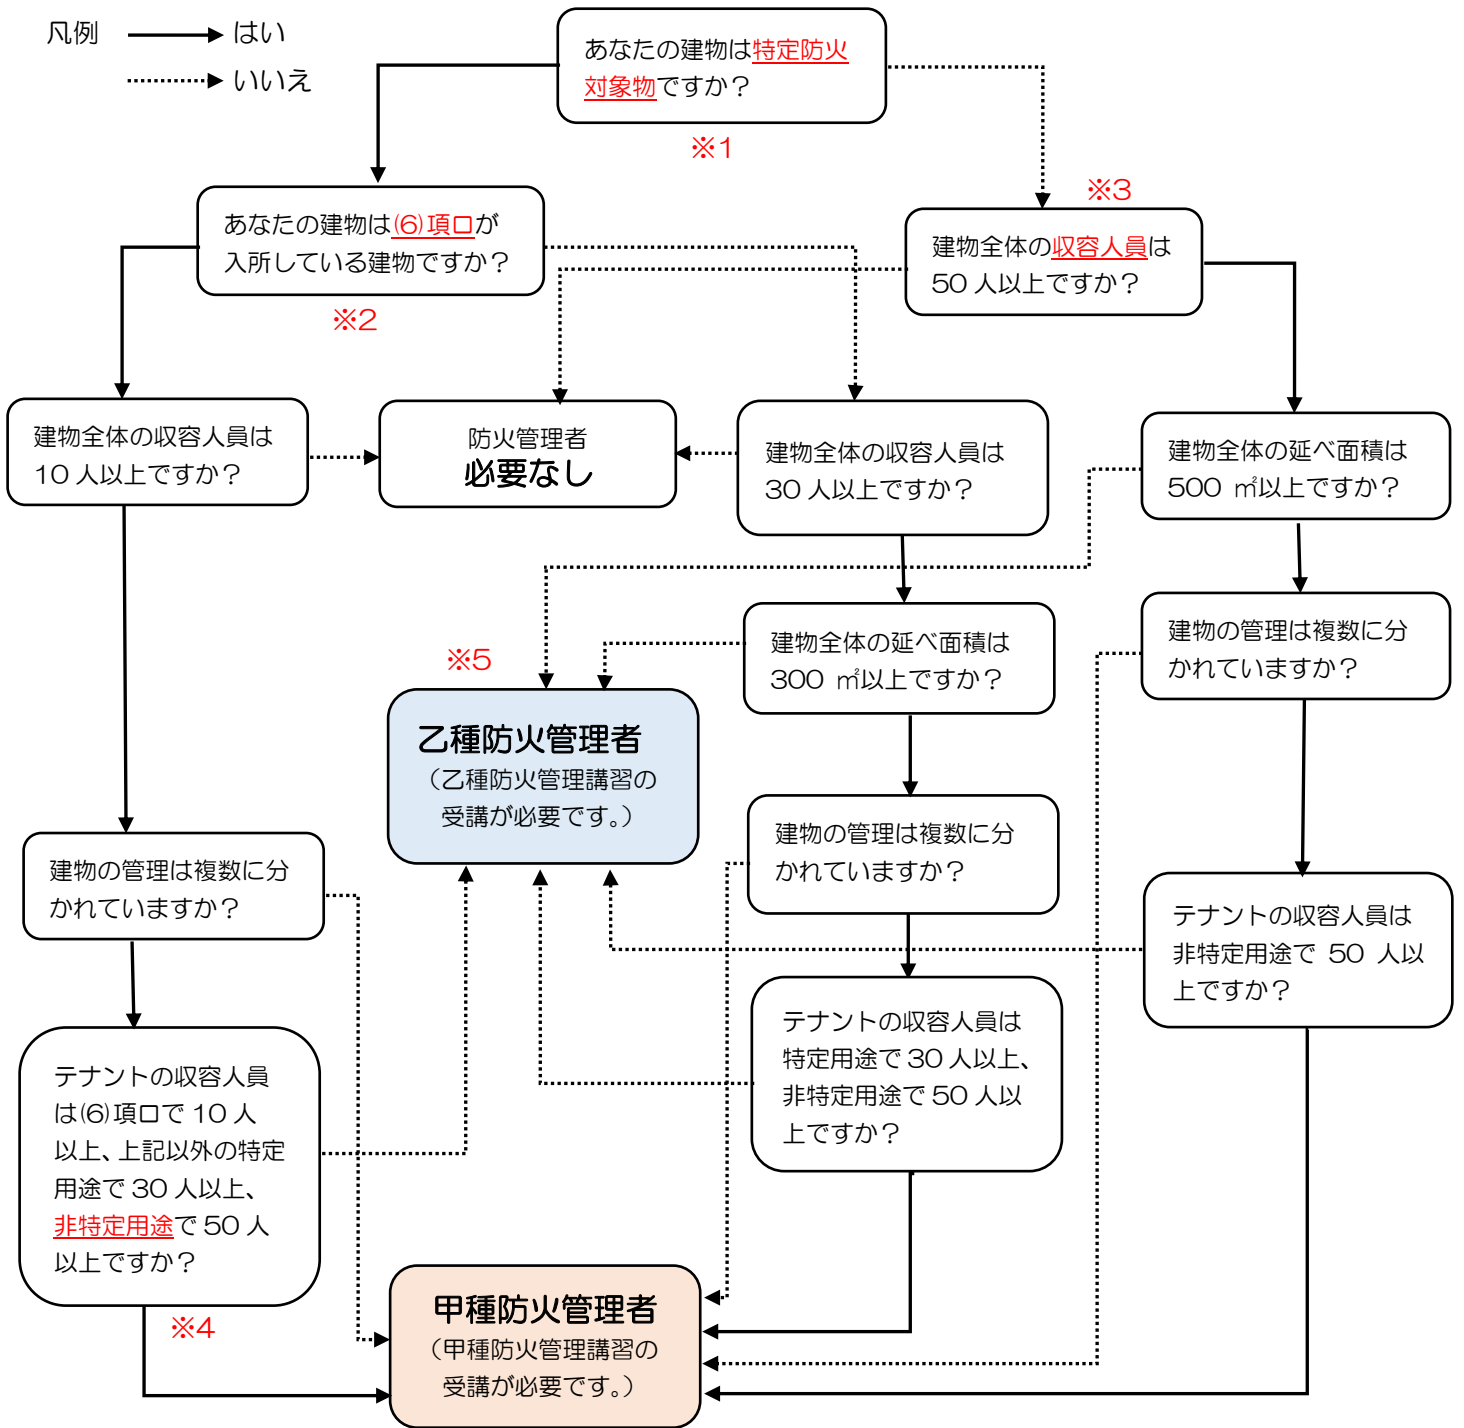 凡例
はい
いいえ
あなたの建物は特定防火
対象物ですか？
※1
あなたの建物は(6)項ロが
入所している建物ですか？
※2
※3
建物全体の収容人員は
50人以上ですか？
建物全体の収容人員は
10人以上ですか？
防火管理者
必要なし
建物全体の収容人員は
30人以上ですか？
建物全体の延べ面積は
500 ㎡以上ですか？
建物全体の延べ面積は
300 ㎡以上ですか？
建物の管理は複数に分
かれていますか？
※5
乙種防火管理者
（乙種防火管理講習の
受講が必要です。）
建物の管理は複数に分
かれていますか？
建物の管理は複数に分
かれていますか？
テナントの収容人員は
非特定用途で 50 人以
上ですか？
テナントの収容人員は
特定用途で30人以上、
非特定用途で50人以
上ですか？
テナントの収容人員
は(6)項ロで10人
以上、上記以外の特定
用途で30人以上、
非特定用途で50人
以上ですか？
※4
甲種防火管理者
（甲種防火管理講習の
受講が必要です。）